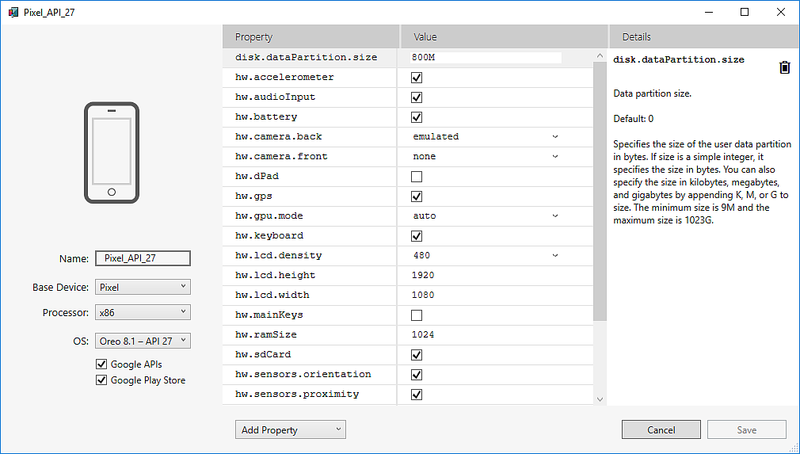 Pixel_API_27
Property Value Details
disk.dataPartition.size 800M
hw.accelerometer
hw.audioInput
hw.battery
hw.camera.back emulated
hw.camera.front none
hw.dPad
hw.gps
hw.gpu.mode auto
hw.keyboard
hw.lcd.density 480
hw.lcd.height 1920
hw.lcd.width 1080
hw.mainKeys
hw.ramSize 1024
hw.sdCard
hw.sensors.orientation
hw.sensors.proximity
Name: Pixel_API_27
Base Device: Pixel
Processor: x86
OS: Oreo 8.1 – API 27
Google APIs
Google Play Store
disk.dataPartition.size
Data partition size.
Default: 0
Specifies the size of the user data partition
in bytes. If size is a simple integer, it
specifies the size in bytes. You can also
specify the size in kilobytes, megabytes,
and gigabytes by appending K, M, or G to
size. The minimum size is 9M and the
maximum size is 1023G.
Add Property
Cancel Save